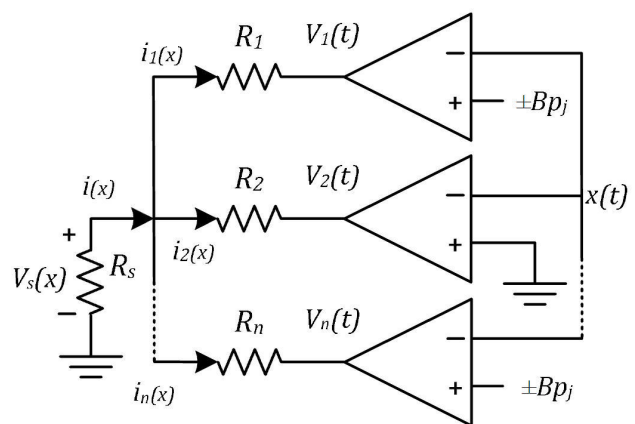 i1(x)
R1
V1(t)
−
+
±Bpj
i(x)
R2
V2(t)
−
x(t)
+
Vs(x)
Rs
i2(x)
+
−
Rn
Vn(t)
−
in(x)
+
±Bpj